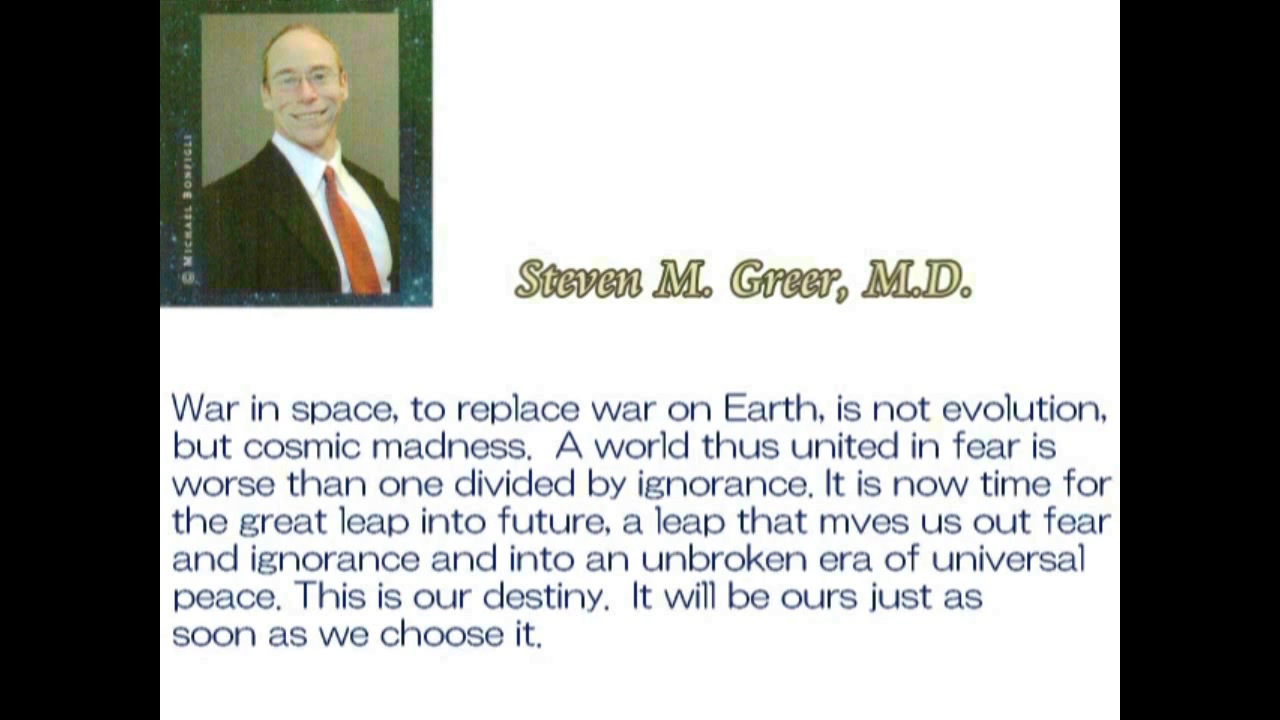 © MICHAEL BONFIGLI
Steven M. Greer, M.D.
War in space, to replace war on Earth, is not evolution,
but cosmic madness. A world thus united in fear is
worse than one divided by ignorance. It is now time for
the great leap into future, a leap that mves us out fear
and ignorance and into an unbroken era of universal
peace. This is our destiny. It will be ours just as
soon as we choose it.